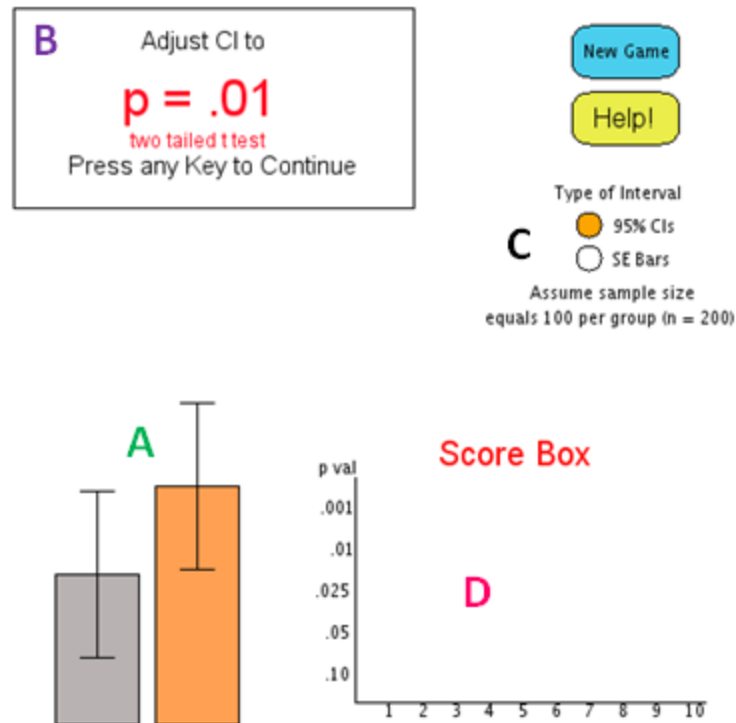 B
Adjust CI to
p = .01
two tailed t test
Press any Key to Continue
New Game
Help!
Type of Interval
C
95% CIs
SE Bars
Assume sample size
equals 100 per group (n = 200)
A
Score Box
p val
.001
.01
.025
.05
.10
D
1 2 3 4 5 6 7 8 9 10